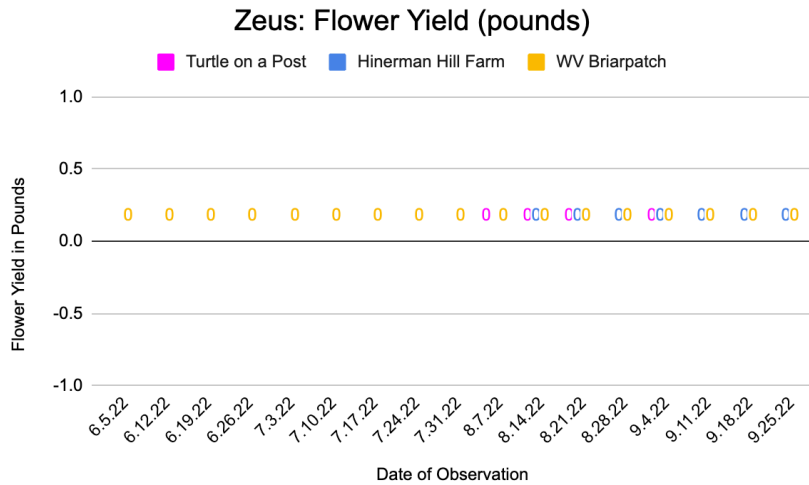 Zeus: Flower Yield (pounds)
Turtle on a Post Hinerman Hill Farm WV Briarpatch
1.0
0.5
0 0 0 0 0 0 0 0 0 0 0 0 0 0 0 0 0 0 0 0 0 0 0 0 0 0 0 0
0.0
-0.5
-1.0
Flower Yield in Pounds
6.5.22 6.12.22 6.19.22 6.26.22 7.3.22 7.10.22 7.17.22 7.24.22 7.31.22 8.7.22 8.14.22 8.21.22 8.28.22 9.4.22 9.11.22 9.18.22 9.25.22
Date of Observation